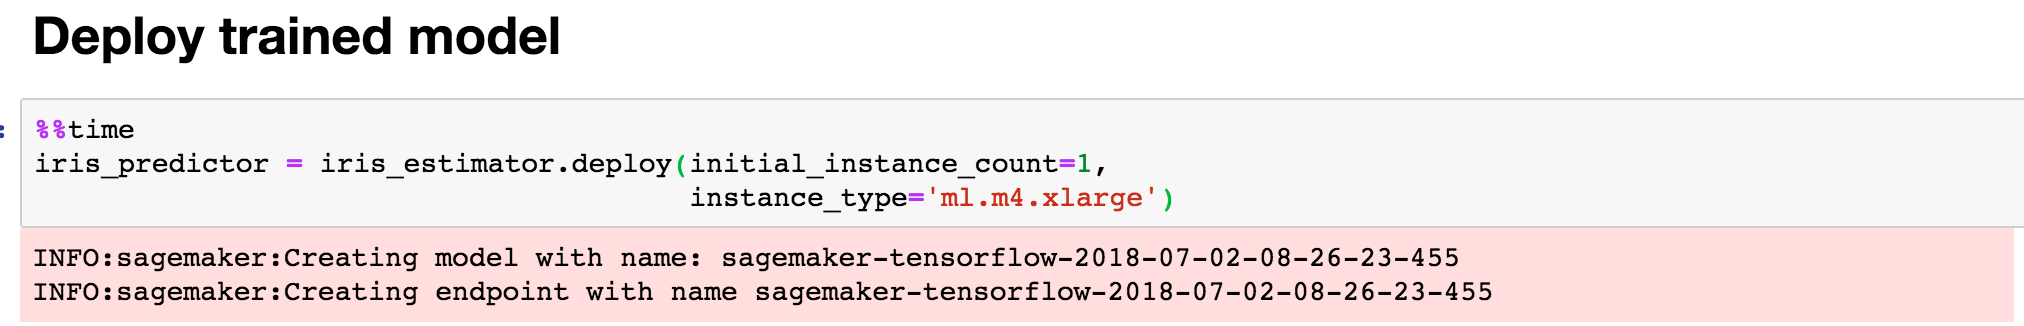 Deploy trained model
:
%%time
iris_predictor = iris_estimator.deploy(initial_instance_count=1,
instance_type='ml.m4.xlarge')
INFO:sagemaker:Creating model with name: sagemaker-tensorflow-2018-07-02-08-26-23-455
INFO:sagemaker:Creating endpoint with name sagemaker-tensorflow-2018-07-02-08-26-23-455